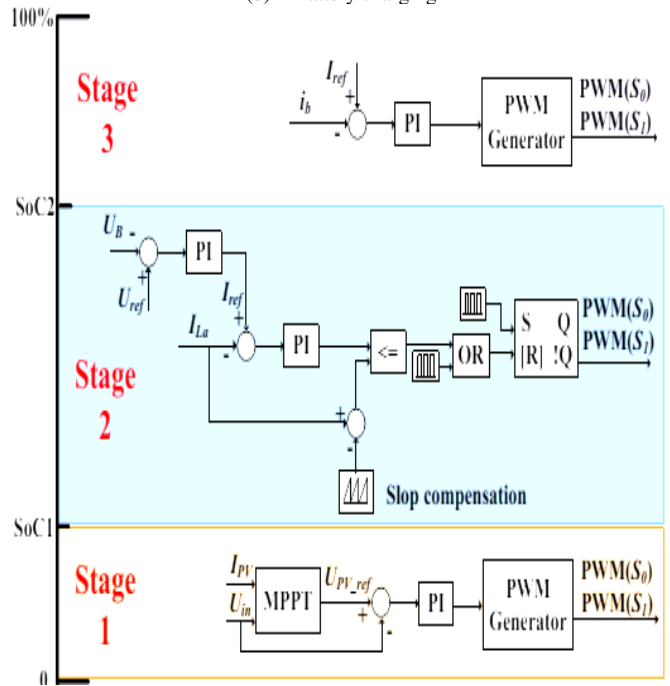 100%
Stage
3
I_ref
+
i_b
-
PI
PWM
Generator
PWM(S_0)
PWM(S_1)
SoC2
U_B -
+
U_ref
PI
I_ref
+
I_La
-
PI
<=
OR
S Q
[R] !Q
PWM(S_0)
PWM(S_1)
Stage
2
+
-
Slop compensation
SoC1
Stage
1
I_PV
U_in
MPPT
U_PV_ref
+
-
PI
PWM
Generator
PWM(S_0)
PWM(S_1)
0